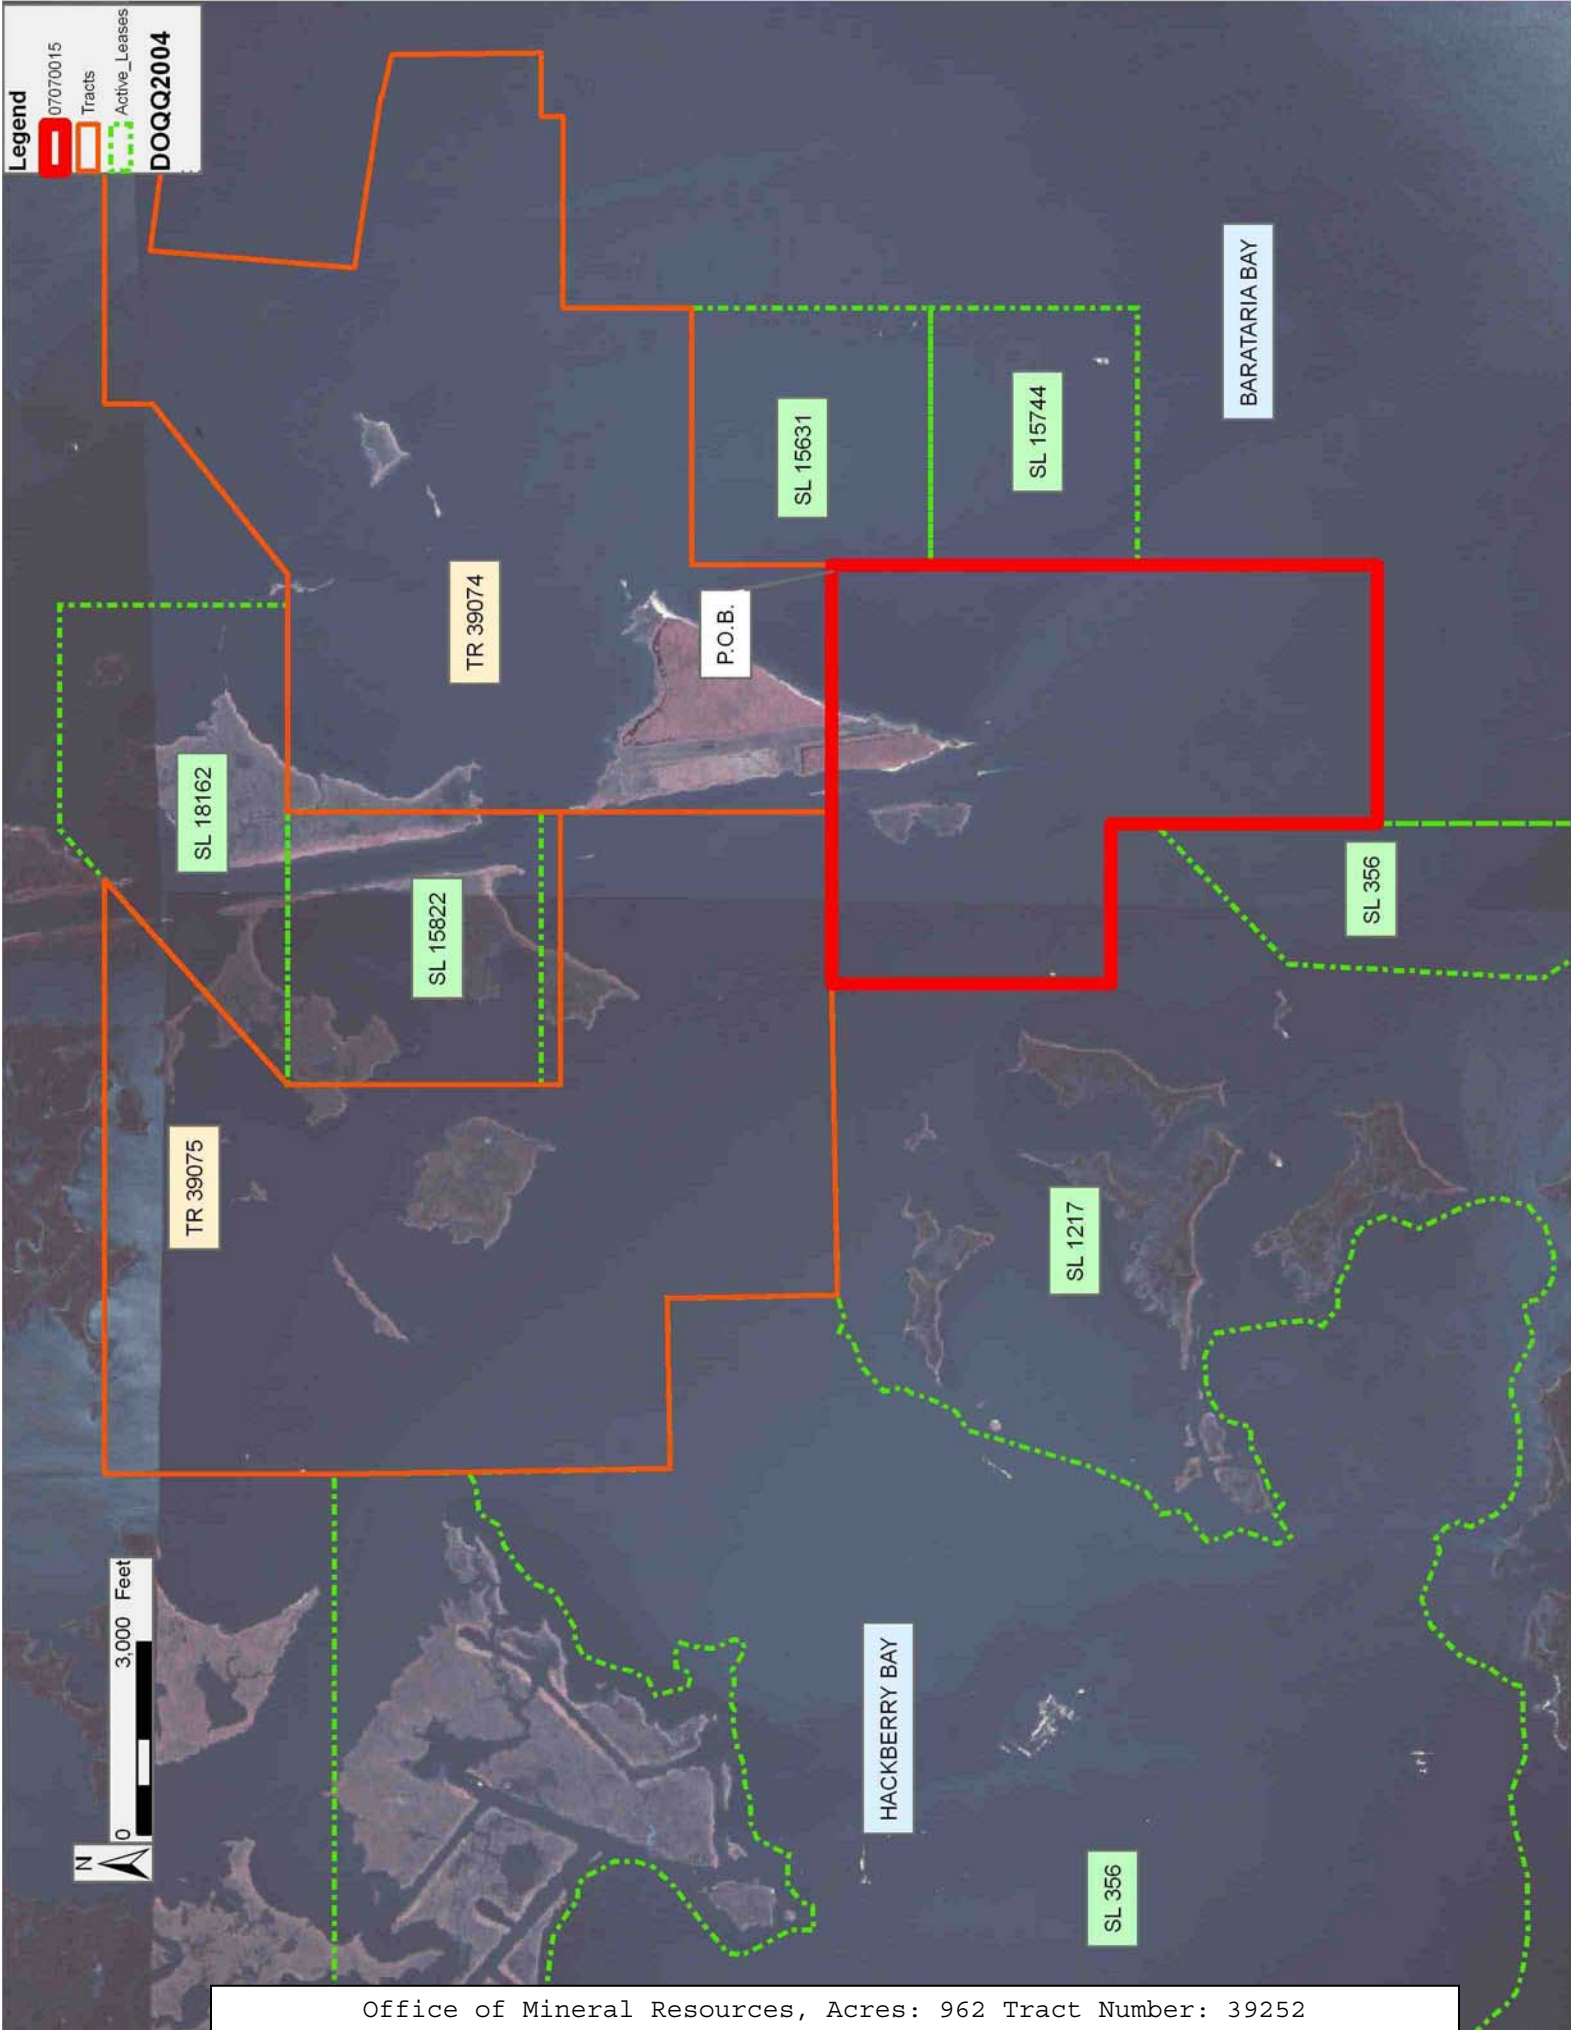 Legend
07070015
Tracts
Active_Leases
DOQQ2004
N
0
3,000 Feet
TR 39075
SL 18162
SL 15822
TR 39074
P.O.B.
SL 15631
SL 15744
BARATARIA BAY
SL 356
SL 1217
HACKBERRY BAY
SL 356
Office of Mineral Resources, Acres: 962 Tract Number: 39252